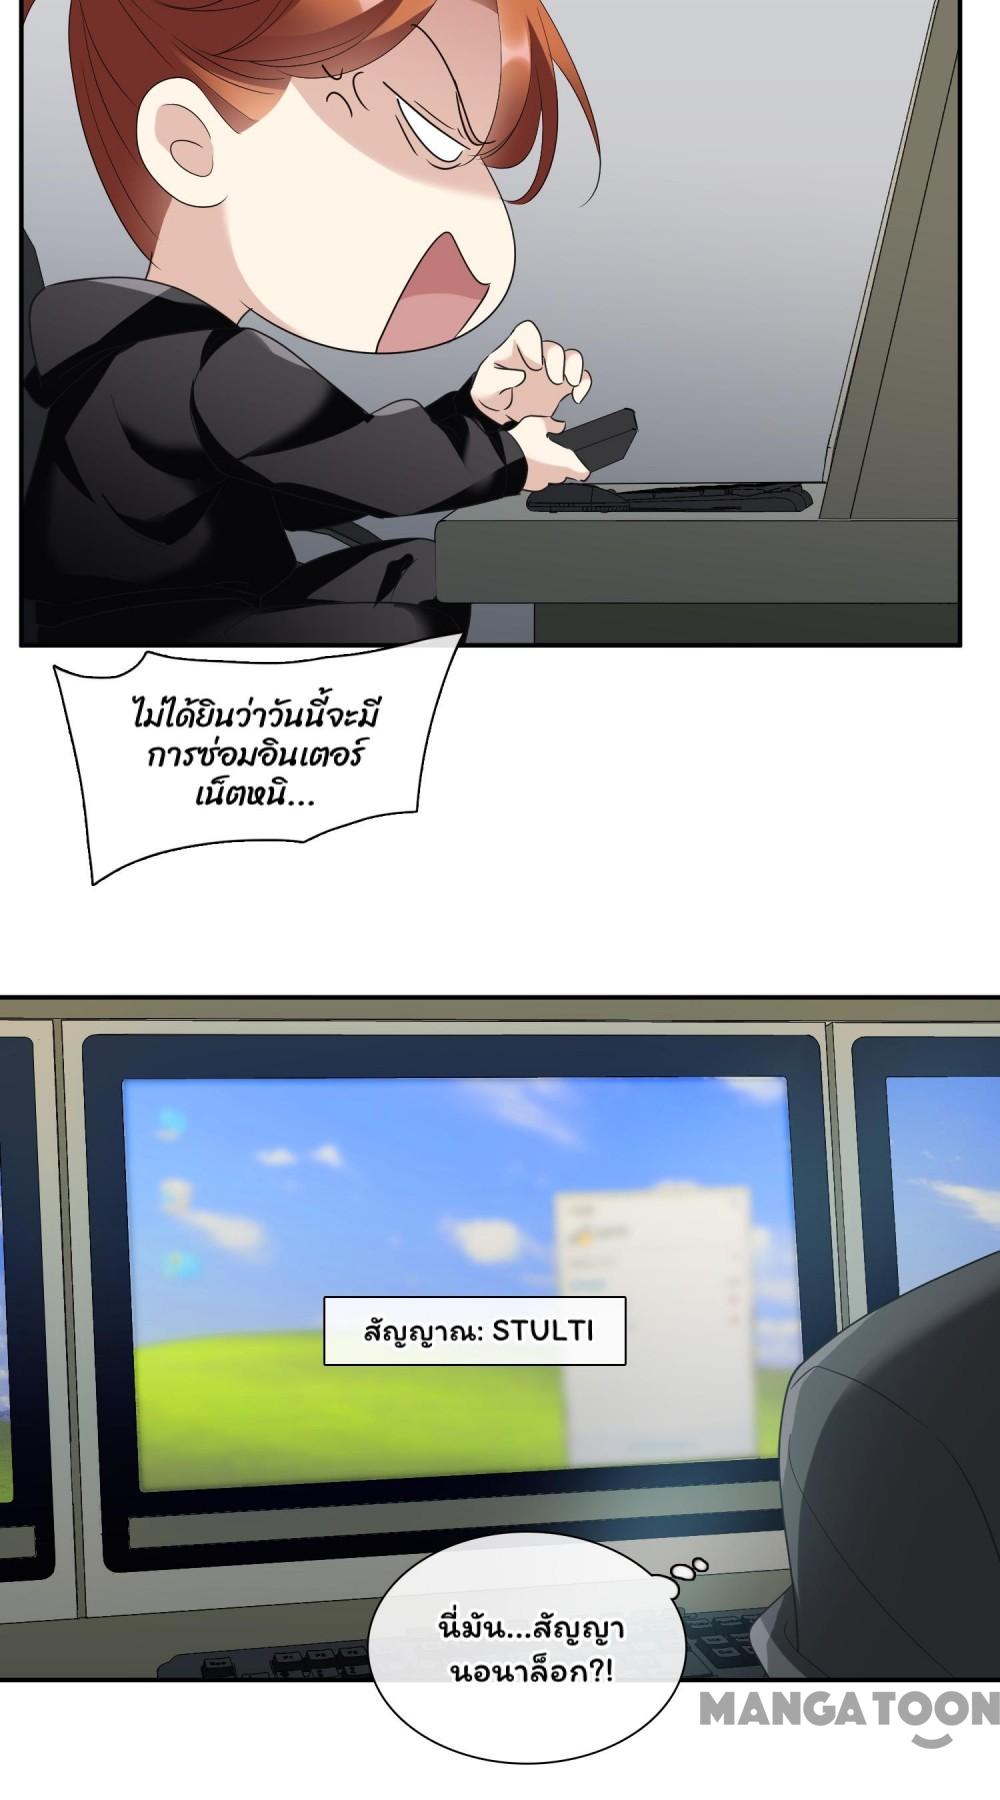 ไม่ได้ยินว่าวันนี้จะมี
การซ่อมอินเตอร์
เน็ตหนิ...
สัญญาณ: STULTI
นี่มัน...สัญญา
นอนาล็อก?!
MANGATOON